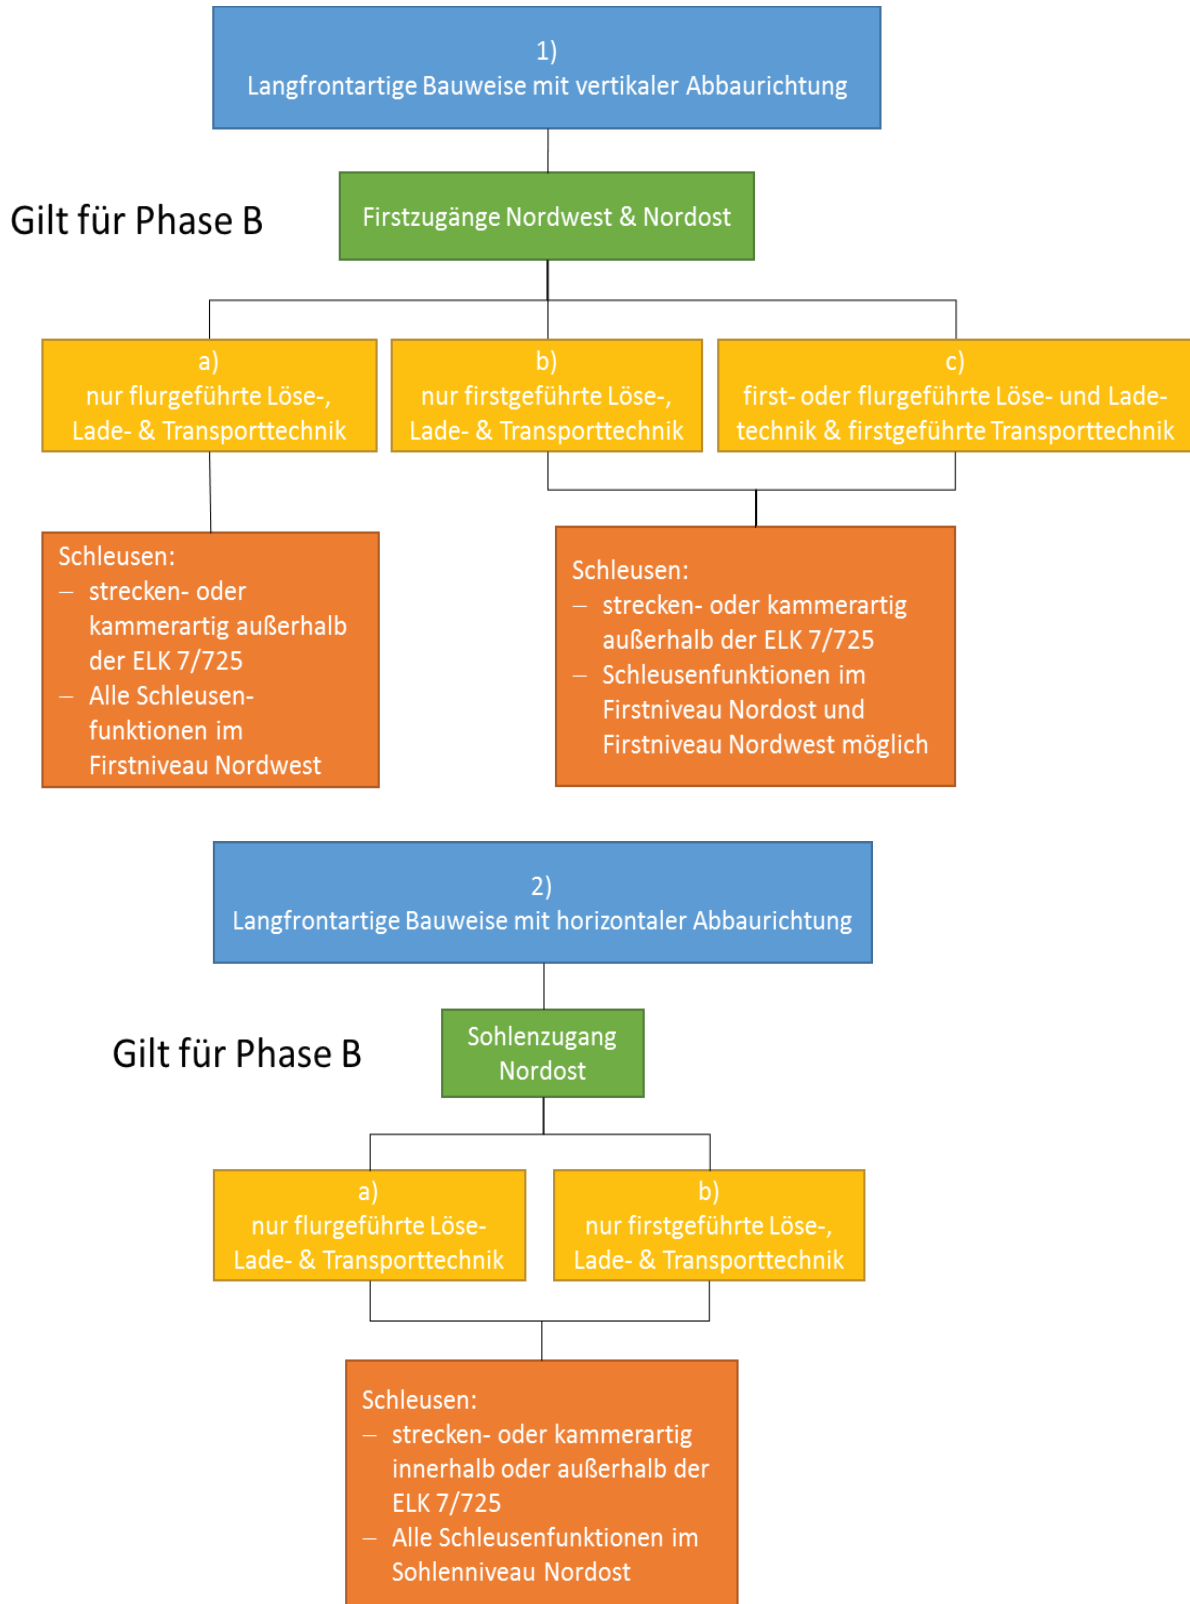 1)
Langfrontartige Bauweise mit vertikaler Abbaurichtung
Gilt für Phase B
Firstzugänge Nordwest & Nordost
a)
nur flurgeführte Löse-,
Lade- & Transporttechnik
b)
nur firstgeführte Löse-,
Lade- & Transporttechnik
c)
first- oder flurgeführte Löse- und Lade-
technik & firstgeführte Transporttechnik
Schleusen:
– strecken- oder
kammerartig außerhalb
der ELK 7/725
– Alle Schleusen-
funktionen im
Firstniveau Nordwest
Schleusen:
– strecken- oder kammerartig
außerhalb der ELK 7/725
– Schleusenfunktionen im
Firstniveau Nordost und
Firstniveau Nordwest möglich
2)
Langfrontartige Bauweise mit horizontaler Abbaurichtung
Gilt für Phase B
Sohlenzugang
Nordost
a)
nur flurgeführte Löse-
Lade- & Transporttechnik
b)
nur firstgeführte Löse-,
Lade- & Transporttechnik
Schleusen:
– strecken- oder kammerartig
innerhalb oder außerhalb der
ELK 7/725
– Alle Schleusenfunktionen im
Sohlenniveau Nordost